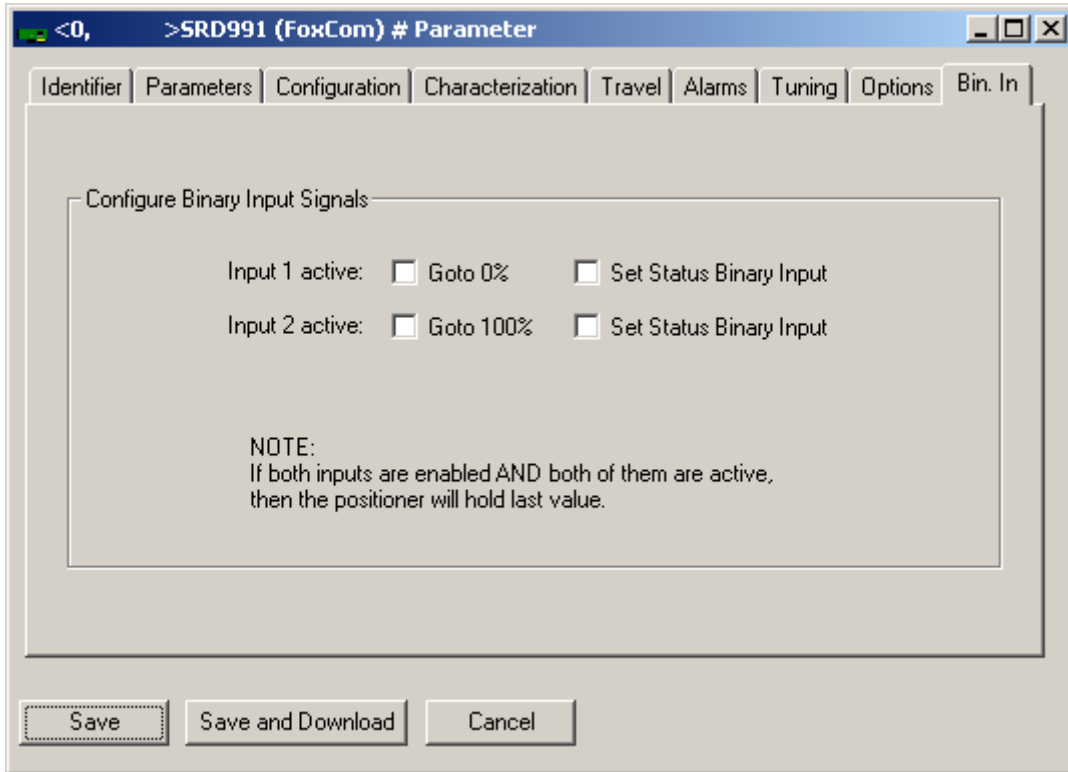 <0, >SRD991 (FoxCom) # Parameter
Identifier Parameters Configuration Characterization Travel Alarms Tuning Options Bin. In
Configure Binary Input Signals
Input 1 active: Goto 0% Set Status Binary Input
Input 2 active: Goto 100% Set Status Binary Input
NOTE:
If both inputs are enabled AND both of them are active,
then the positioner will hold last value.
Save Save and Download Cancel